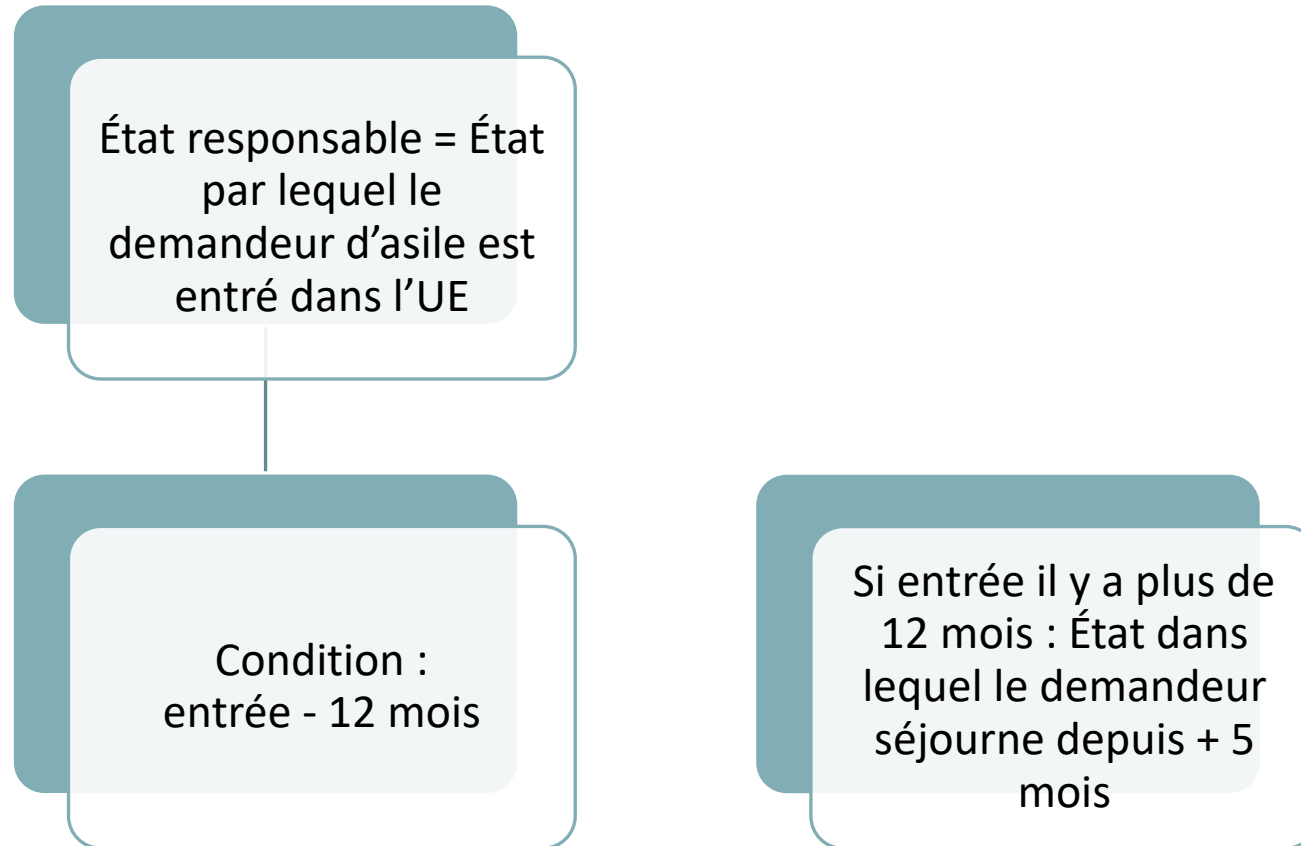 État responsable = État
par lequel le
demandeur d’asile est
entré dans l’UE
Condition :
entrée - 12 mois
Si entrée il y a plus de
12 mois : État dans
lequel le demandeur
séjourne depuis + 5
mois